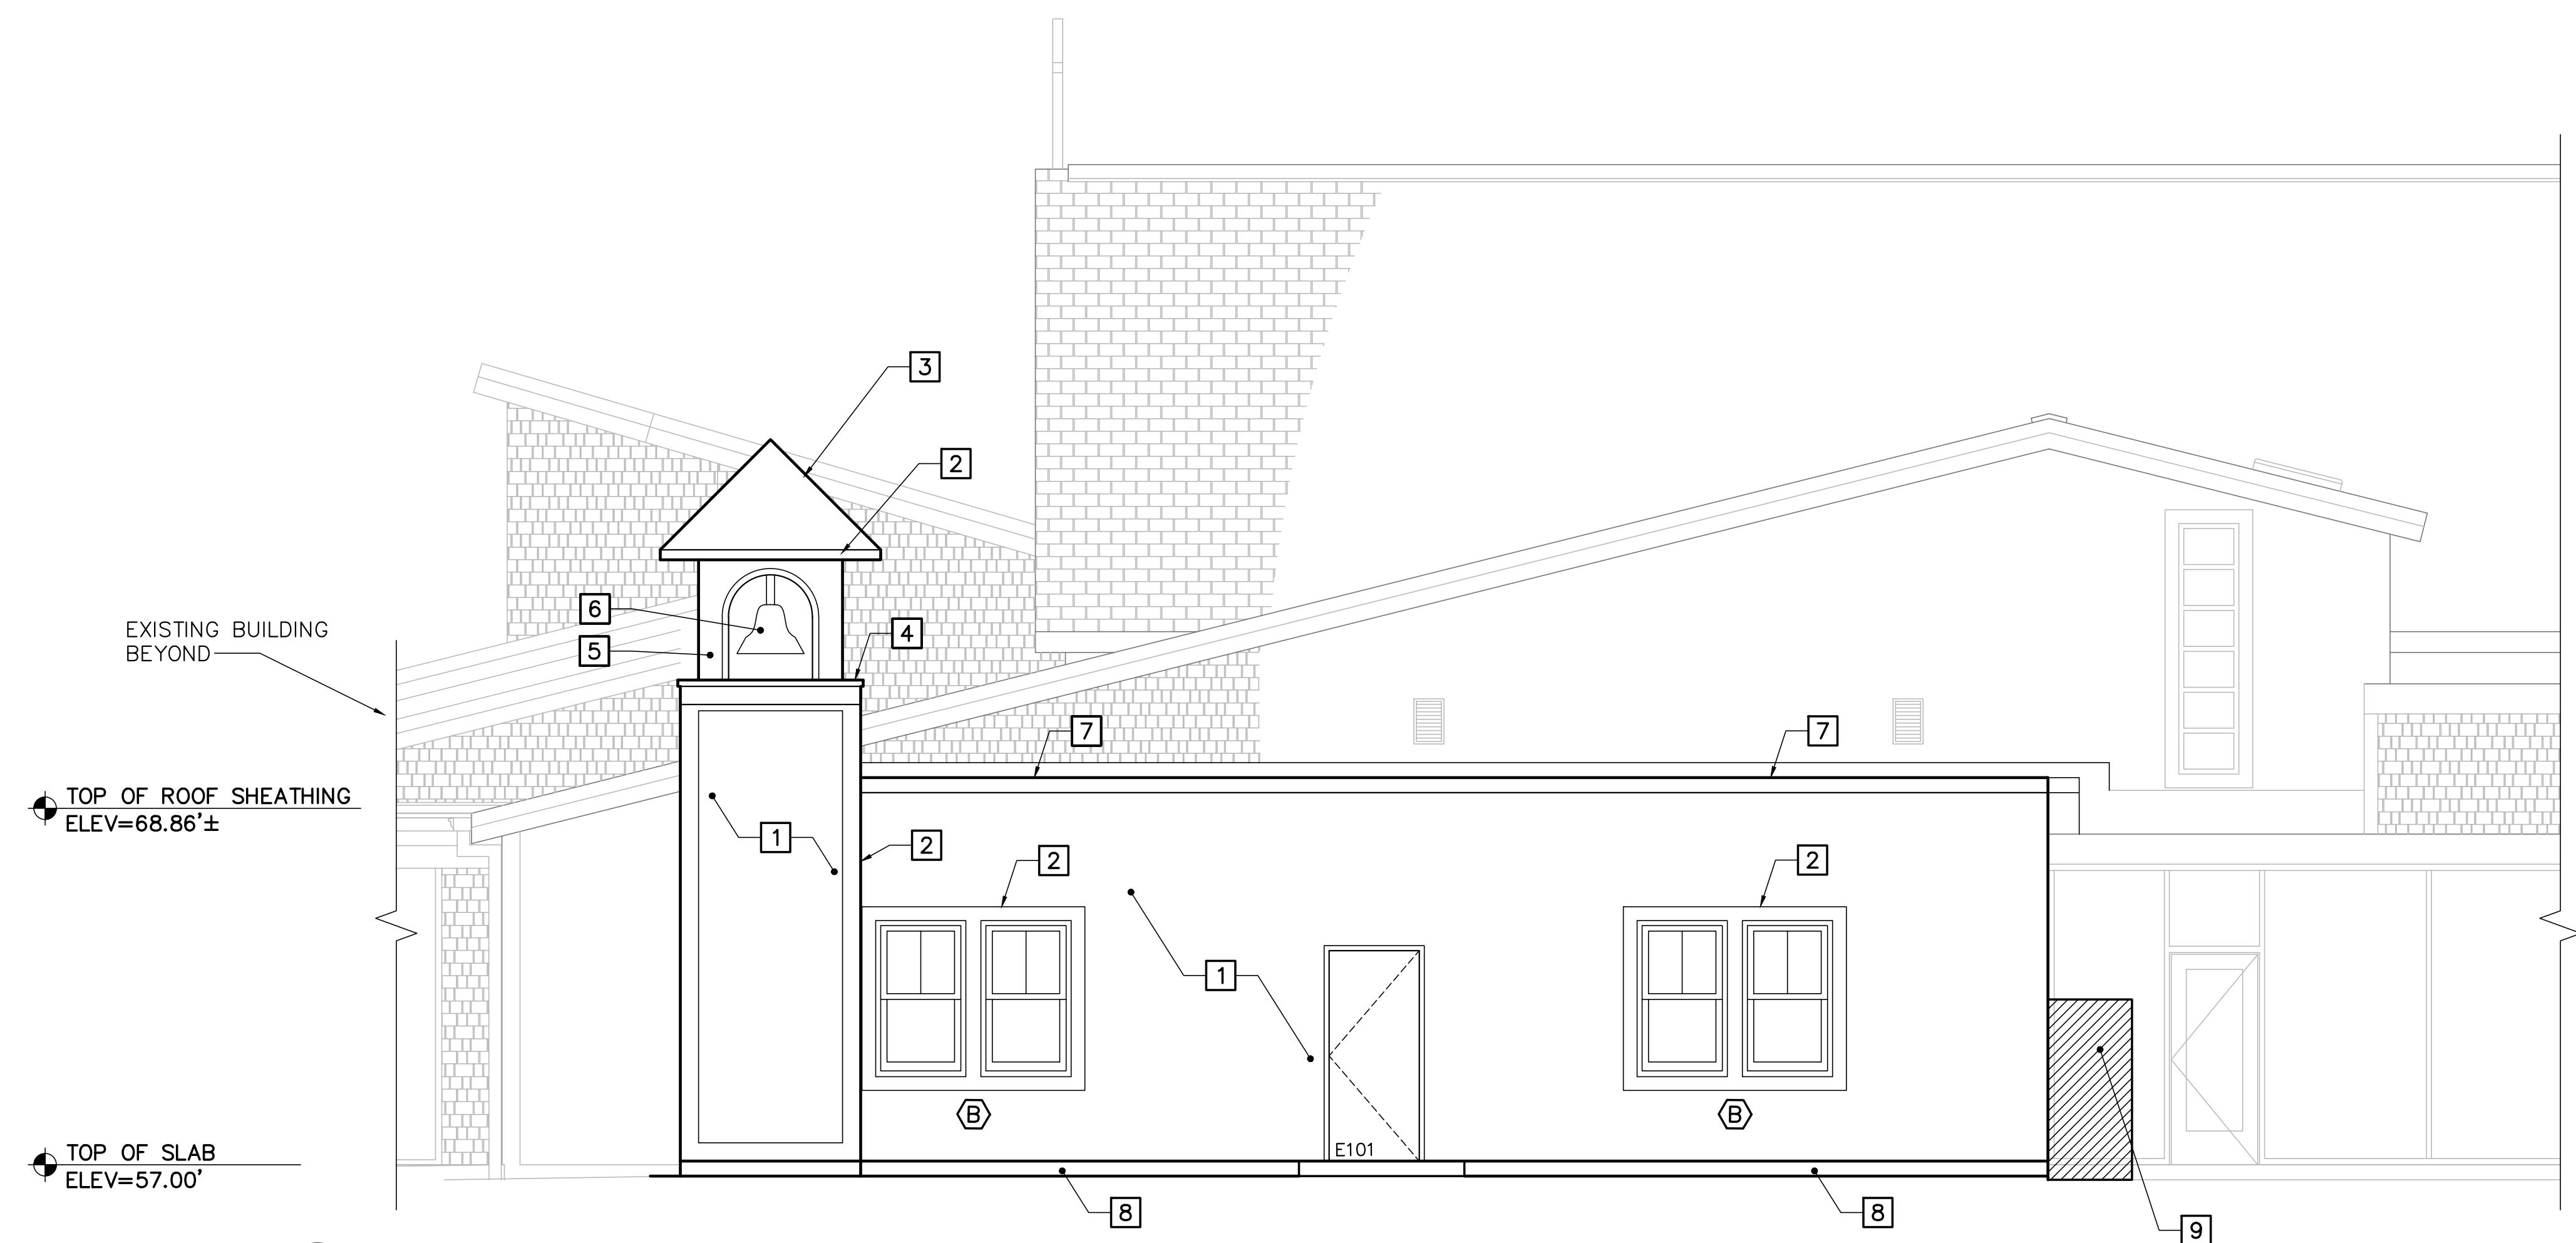 3
2
6
EXISTING BUILDING
BEYOND
4
5
7
7
TOP OF ROOF SHEATHING
ELEV=68.86'±
1
2
2
2
1
B
B
E101
TOP OF SLAB
ELEV=57.00'
8
8
9